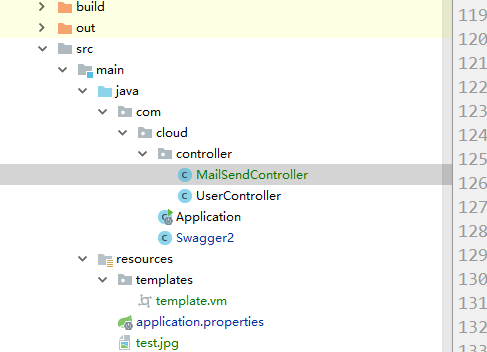 build
out
src
main
java
com
cloud
controller
MailSendController
UserController
Application
Swagger2
resources
templates
template.vm
application.properties
test.jpg
119
120
121
122
123
124
125
126
127
128
129
130
131
132
133